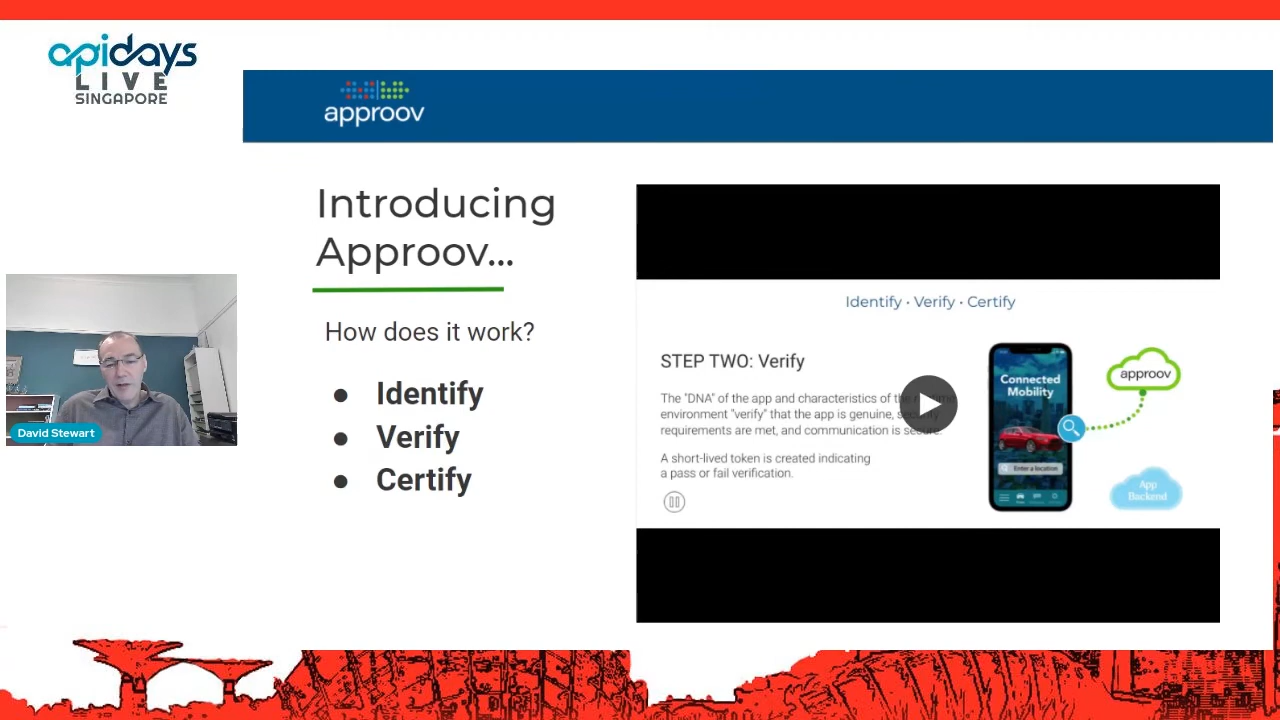 apidays
LIVE
SINGAPORE
approov
Introducing
Approov...
How does it work?
● Identify
● Verify
● Certify
David Stewart
Identify · Verify · Certify
STEP TWO: Verify
The "DNA" of the app and characteristics of the
environment "verify" that the app is genuine,
requirements are met, and communication is secure.
A short-lived token is created indicating
a pass or fail verification.
Connected
Mobility
Enter a location
approov
App
Backend